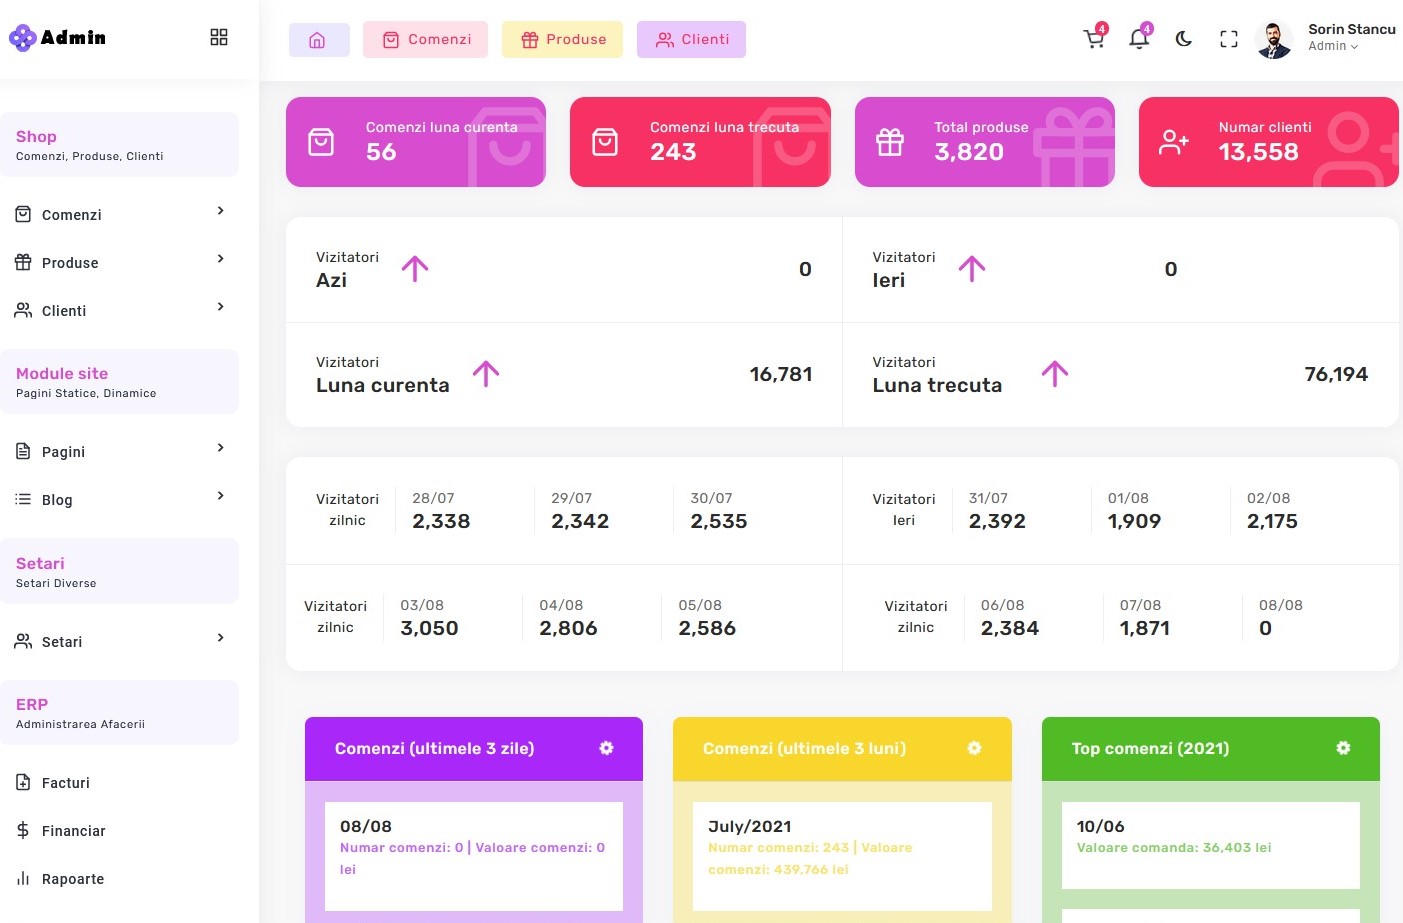 Admin
Comenzi
Produse
Clienti
4
4
Sorin Stancu
Admin
Shop
Comenzi, Produse, Clienti
Comenzi
Produse
Clienti
Module site
Pagini Statice, Dinamice
Pagini
Blog
Setari
Setari Diverse
Setari
ERP
Administrarea Afacerii
Facturi
Financiar
Rapoarte
Comenzi luna curenta
56
Comenzi luna trecuta
243
Total produse
3,820
Numar clienti
13,558
Vizitatori
Azi
0
Vizitatori
Ieri
0
Vizitatori
Luna curenta
16,781
Vizitatori
Luna trecuta
76,194
Vizitatori
zilnic
28/07
2,338
29/07
2,342
30/07
2,535
Vizitatori
Ieri
31/07
2,392
01/08
1,909
02/08
2,175
Vizitatori
zilnic
03/08
3,050
04/08
2,806
05/08
2,586
Vizitatori
zilnic
06/08
2,384
07/08
1,871
08/08
0
Comenzi (ultimele 3 zile)
08/08
Numar comenzi: 0 | Valoare comenzi: 0
lei
Comenzi (ultimele 3 luni)
July/2021
Numar comenzi: 243 | Valoare
comenzi: 439,766 lei
Top comenzi (2021)
10/06
Valoare comanda: 36,403 lei